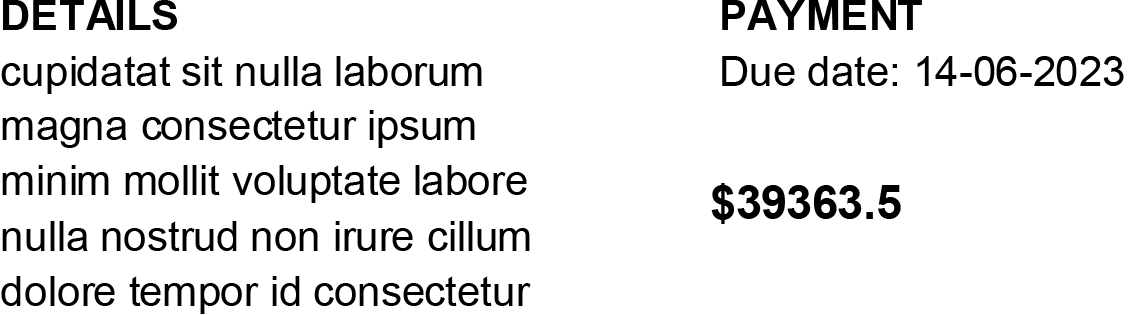 DETAILS
cupidatat sit nulla laborum
magna consectetur ipsum
minim mollit voluptate labore
nulla nostrud non irure cillum
dolore tempor id consectetur
PAYMENT
Due date: 14-06-2023
$39363.5